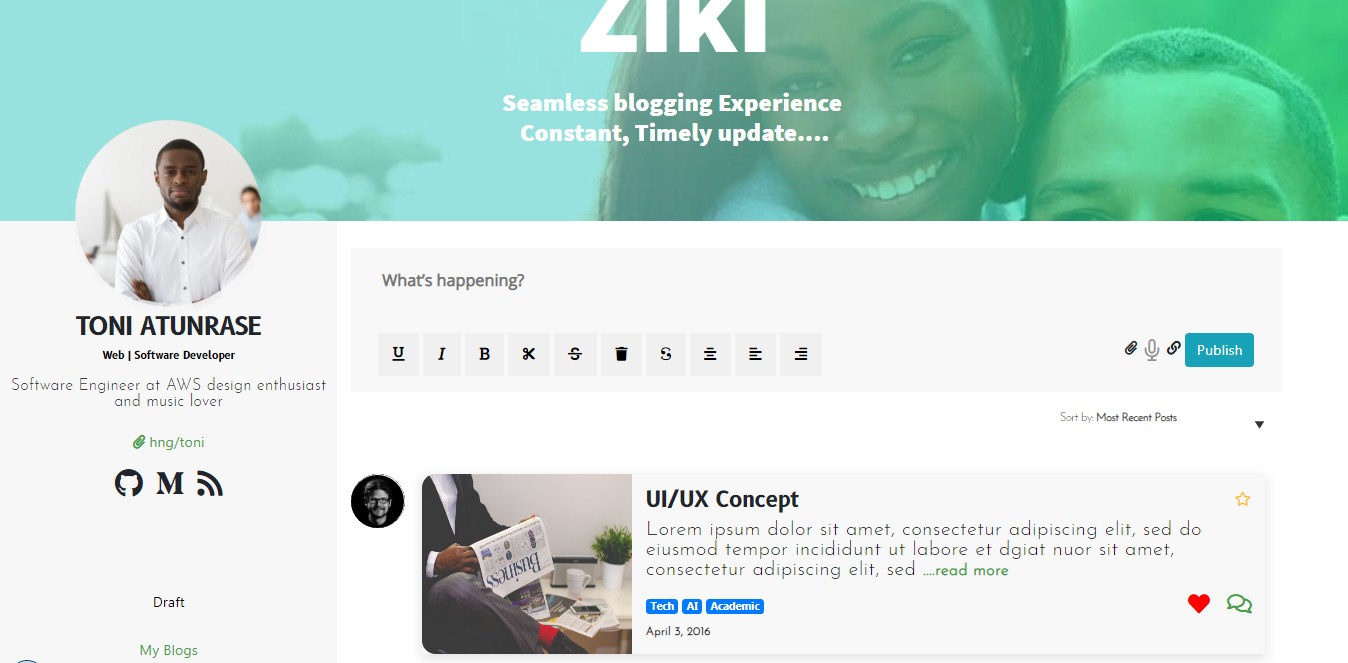 ZIKI
Seamless blogging Experience
Constant, Timely update....
TONI ATUNRASE
Web | Software Developer
Software Engineer at AWS design enthusiast
and music lover
hng/toni
Draft
My Blogs
What's happening?
U I B S S
Publish
Sort by: Most Recent Posts
Business
UI/UX Concept
Lorem ipsum dolor sit amet, consectetur adipiscing elit, sed do
eiusmod tempor incididunt ut labore et dgiat nuor sit amet,
consectetur adipiscing elit, sed ....read more
Tech AI Academic
April 3, 2016